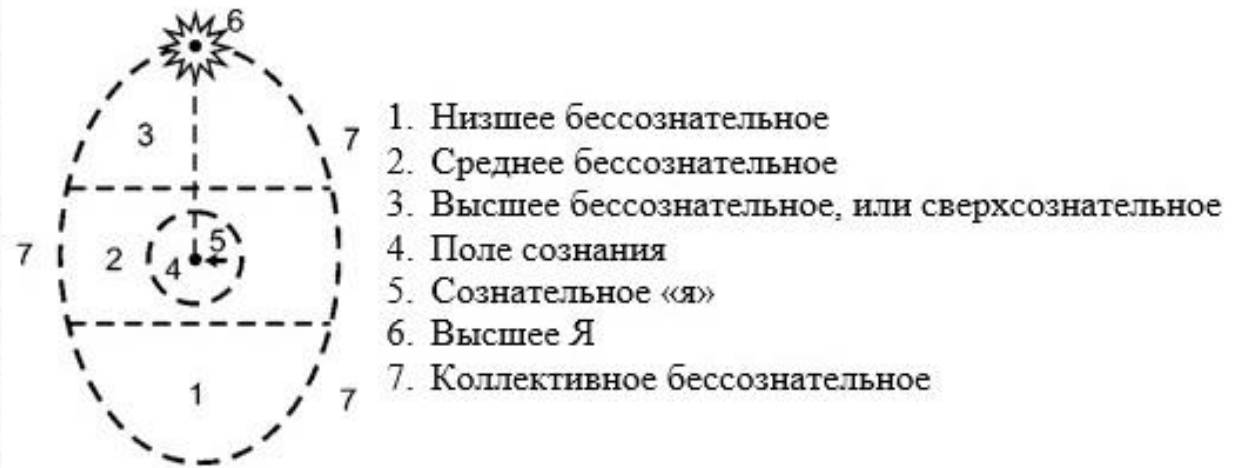 6
3
7
7
2
5
4
1
7
1. Низшее бессознательное
2. Среднее бессознательное
3. Высшее бессознательное, или сверхсознательное
4. Поле сознания
5. Сознательное «я»
6. Высшее Я
7. Коллективное бессознательное